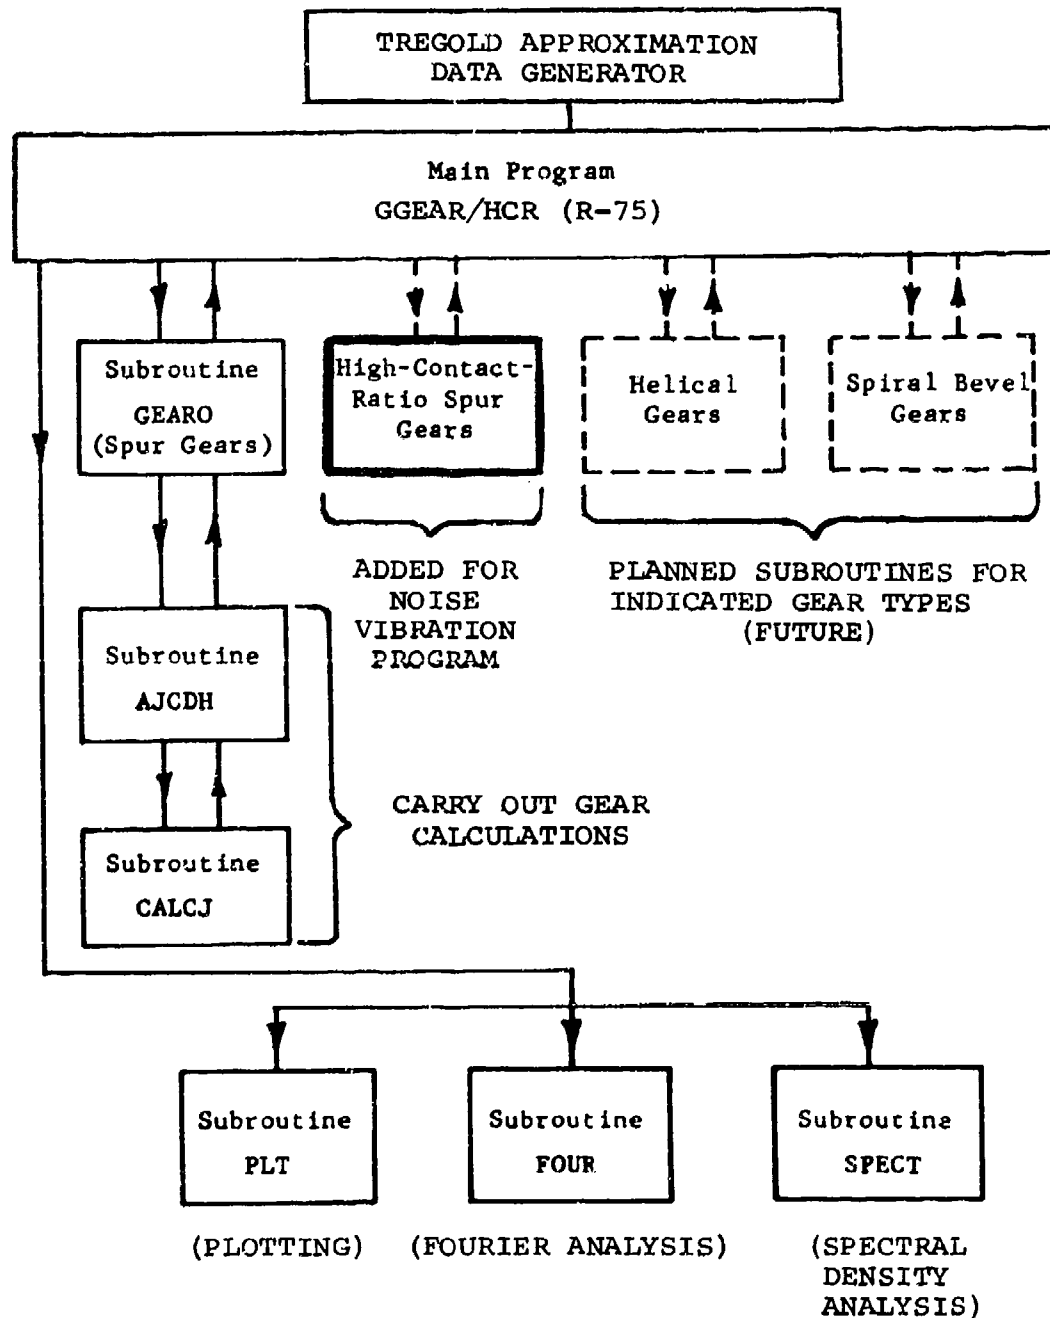 TREGOLD APPROXIMATION
DATA GENERATOR
Main Program
GGEAR/HCR (R-75)
Subroutine
GEARO
(Spur Gears)
High-Contact-
Ratio Spur
Gears
Helical
Gears
Spiral Bevel
Gears
ADDED FOR
NOISE
VIBRATION
PROGRAM
PLANNED SUBROUTINES FOR
INDICATED GEAR TYPES
(FUTURE)
Subroutine
AJCDH
CARRY OUT GEAR
CALCULATIONS
Subroutine
CALCJ
Subroutine
PLT
Subroutine
FOUR
Subroutine
SPECT
(PLOTTING)
(FOURIER ANALYSIS)
(SPECTRAL
DENSITY
ANALYSIS)